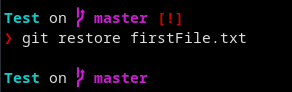 Test on  master [!]
❯ git restore firstFile.txt
Test on  master